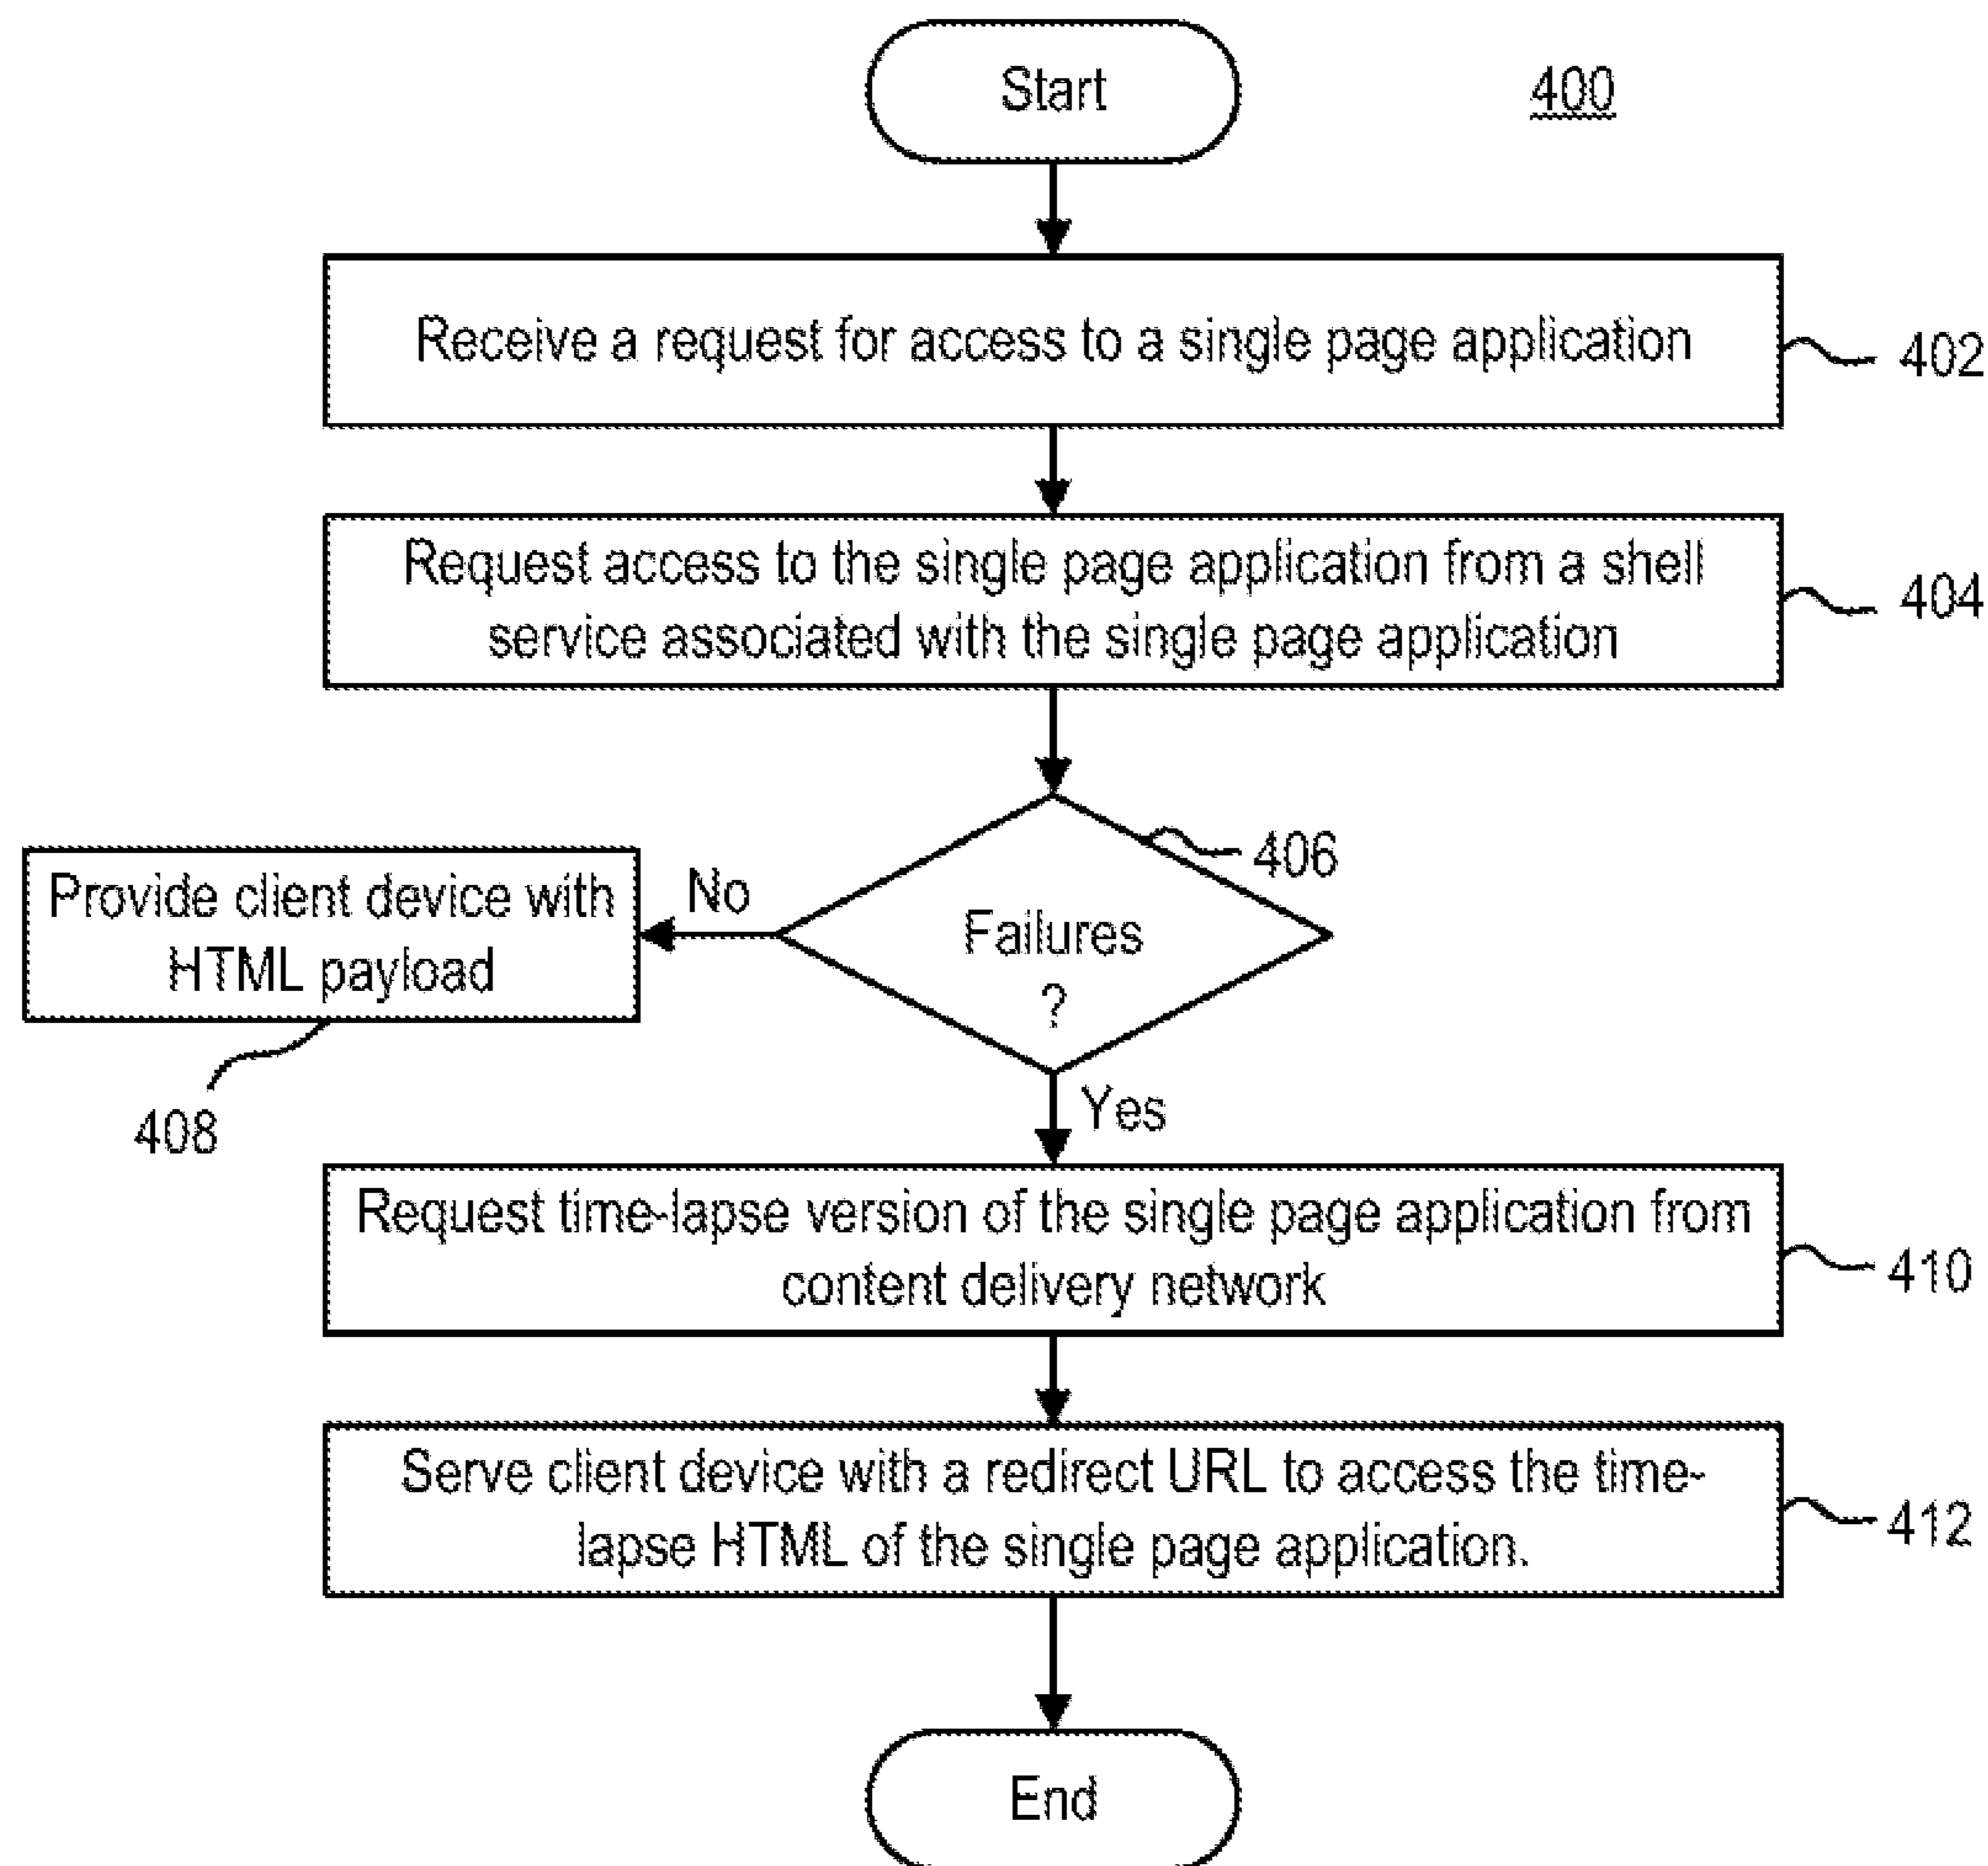 Start
400
Receive a request for access to a single page application
402
Request access to the single page application from a shell
service associated with the single page application
404
406
Failures
?
No
Provide client device with
HTML payload
408
Yes
Request time-lapse version of the single page application from
content delivery network
410
Serve client device with a redirect URL to access the time-
lapse HTML of the single page application.
412
End